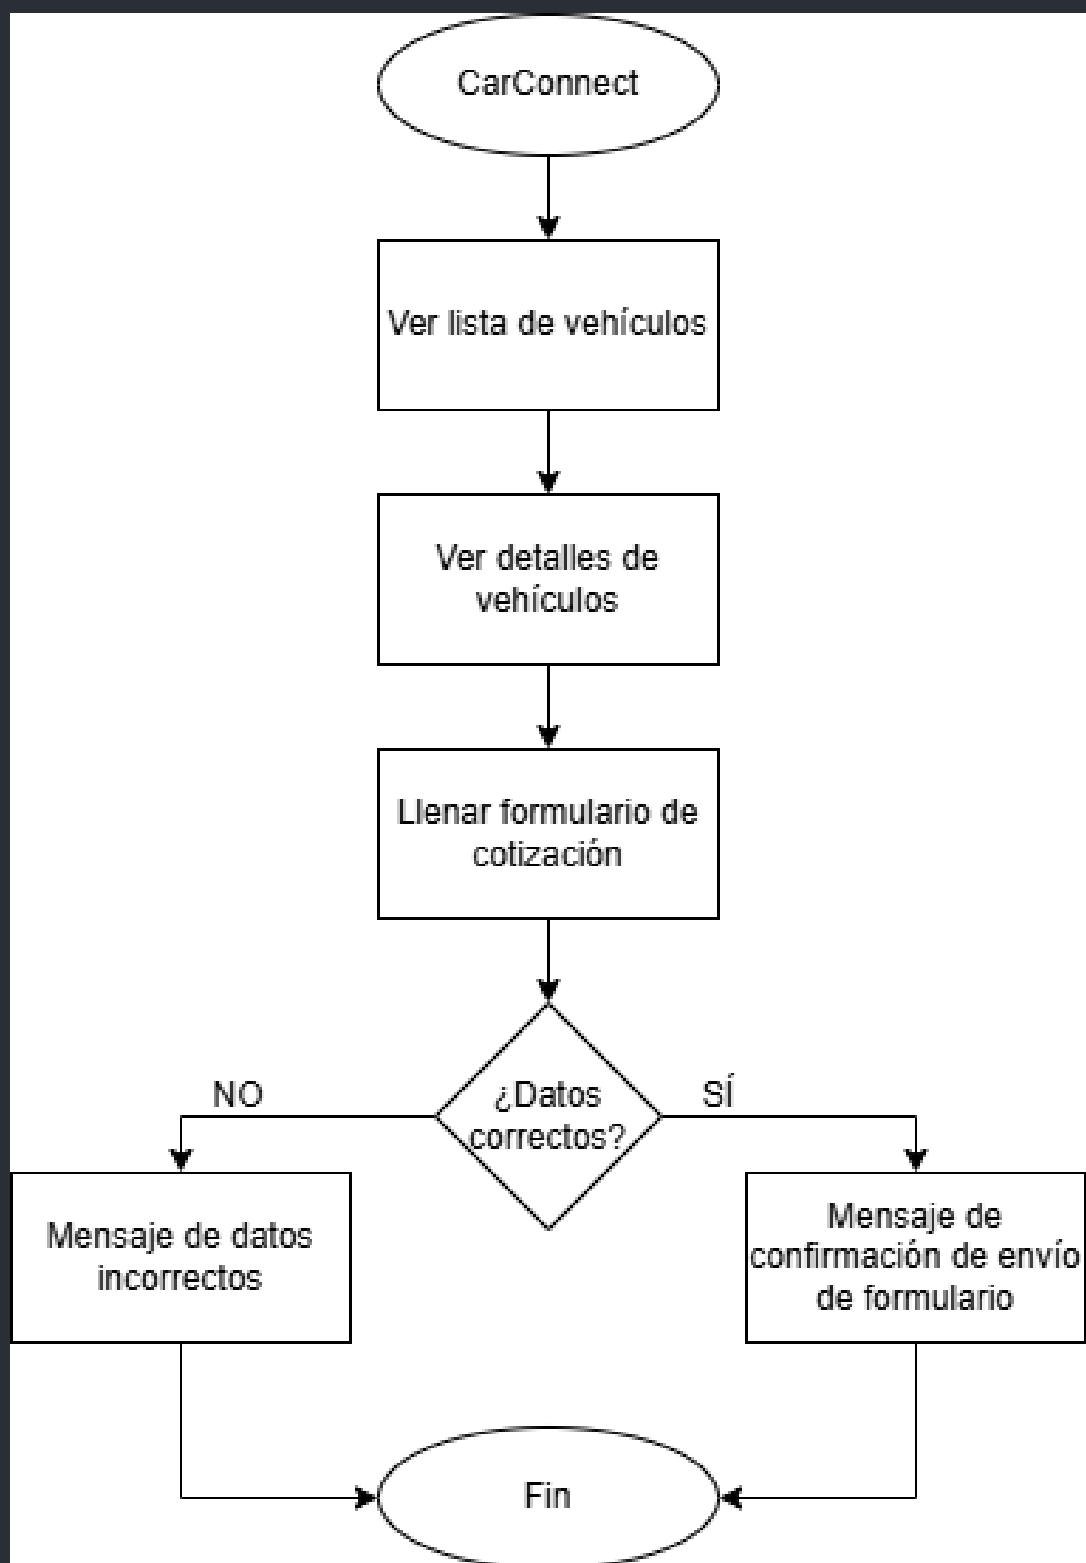 CarConnect
Ver lista de vehículos
Ver detalles de
vehículos
Llenar formulario de
cotización
NO
¿Datos
correctos?
SÍ
Mensaje de datos
incorrectos
Mensaje de
confirmación de envío
de formulario
Fin